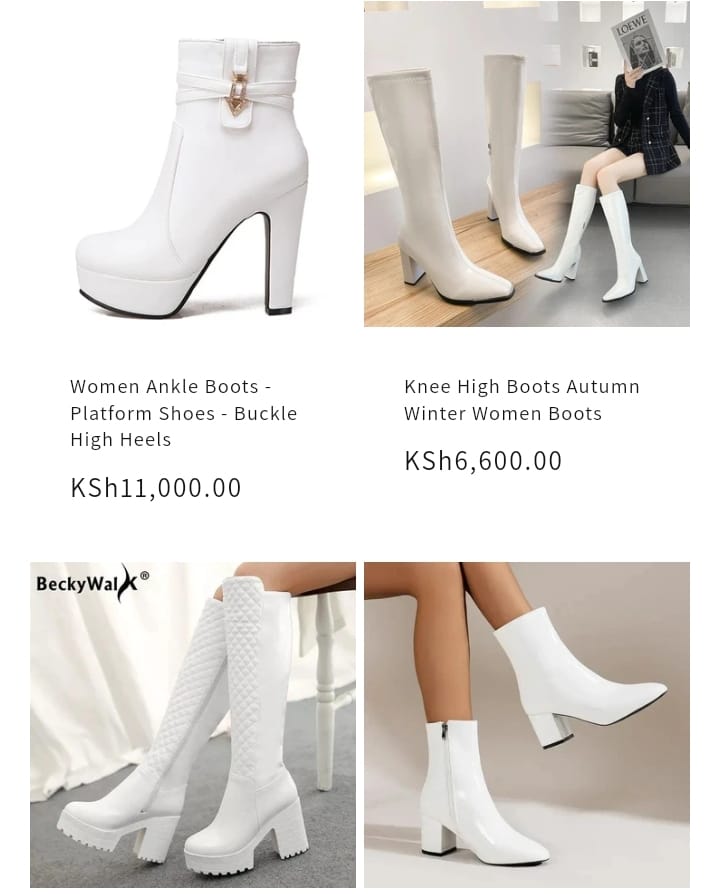 LOEWE
Women Ankle Boots -
Platform Shoes - Buckle
High Heels
KSh11,000.00
Knee High Boots Autumn
Winter Women Boots
KSh6,600.00
BeckyWalk®